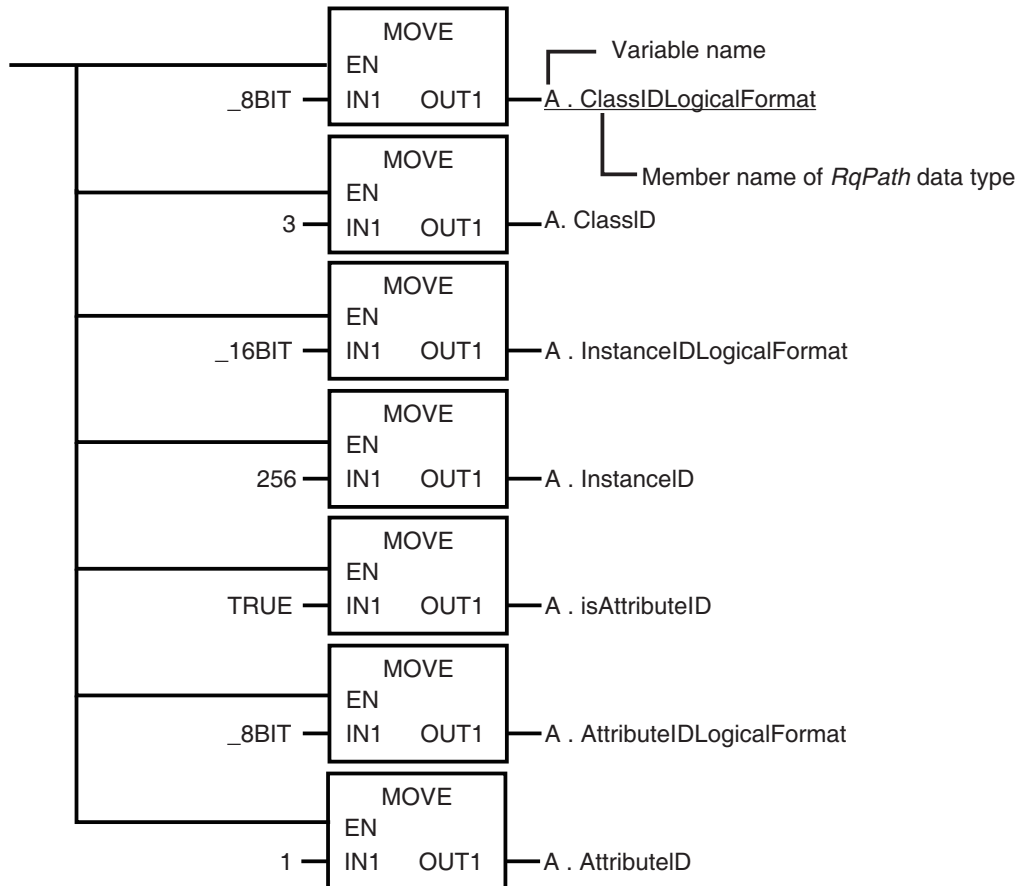 MOVE
Variable name
EN
_8BIT IN1 OUT1 A . ClassIDLogicalFormat
MOVE
Member name of RqPath data type
EN
3 IN1 OUT1 A. ClassID
MOVE
EN
_16BIT IN1 OUT1 A . InstanceIDLogicalFormat
MOVE
EN
256 IN1 OUT1 A . InstanceID
MOVE
EN
TRUE IN1 OUT1 A . isAttributeID
MOVE
EN
_8BIT IN1 OUT1 A . AttributeIDLogicalFormat
MOVE
EN
1 IN1 OUT1 A . AttributeID